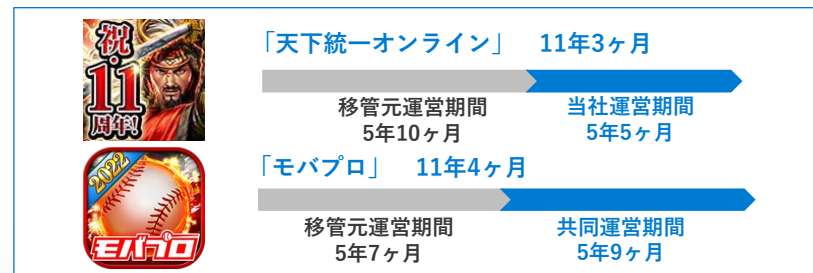 祝・
11
周年!
「天下統一オンライン」 11年3ヶ月
移管元運営期間
5年10ヶ月
当社運営期間
5年5ヶ月
2022
モバプロ
「モバプロ」 11年4ヶ月
移管元運営期間
5年7ヶ月
共同運営期間
5年9ヶ月